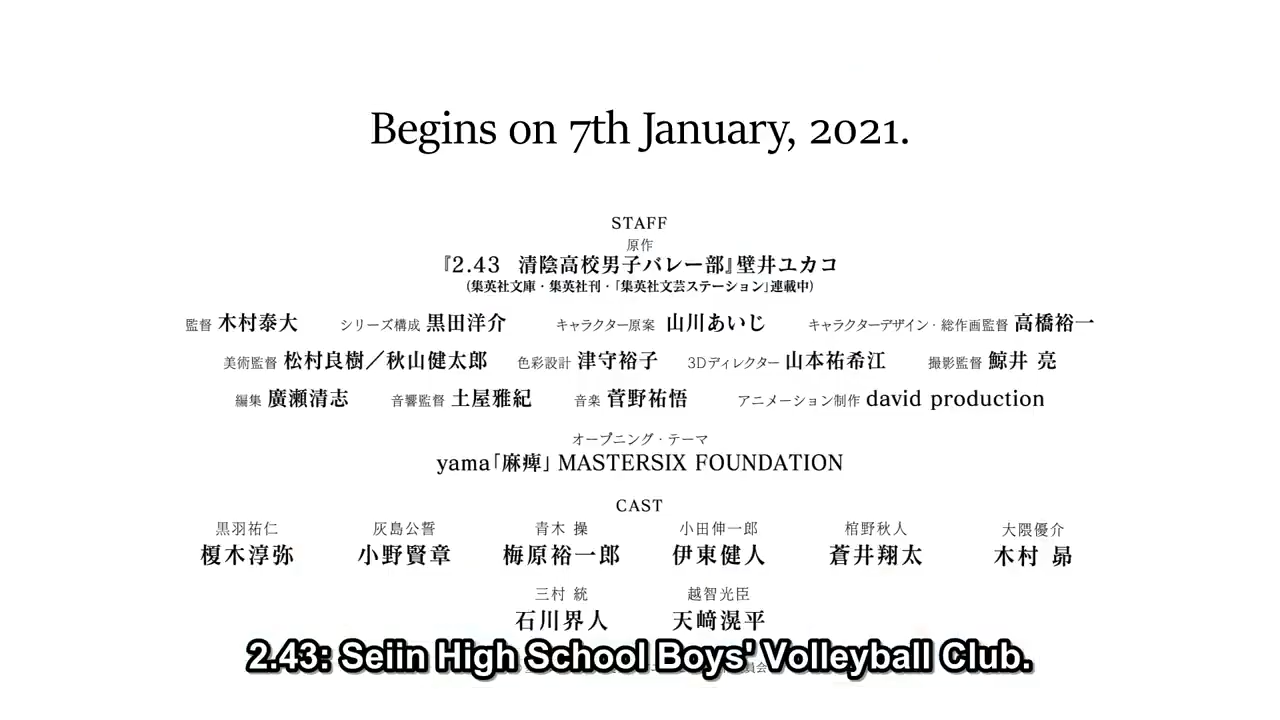 Begins on 7th January, 2021.
STAFF
原作
『2.43 清陰高校男子バレー部』壁井ユカコ
(集英社文庫・集英社刊・「集英社文芸ステーション」連載中)
監督 木村泰大 シリーズ構成 黒田洋介 キャラクター原案 山川あいじ キャラクターデザイン・総作画監督 高橋裕一
美術監督 松村良樹／秋山健太郎 色彩設計 津守裕子 3Dディレクター 山本祐希江 撮影監督 鯨井 亮
編集 廣瀬清志 音響監督 土屋雅紀 音楽 菅野祐悟 アニメーション制作 david production
オープニング・テーマ
yama「麻痺」 MASTERSIX FOUNDATION
CAST
黒羽祐仁 灰島公誓 青木 操 小田伸一郎 棺野秋人 大隈優介
榎木淳弥 小野賢章 梅原裕一郎 伊東健人 蒼井翔太 木村 昴
三村 統 越智光臣
石川界人 天﨑滉平
2.43: Seiin High School Boys' Volleyball Club.